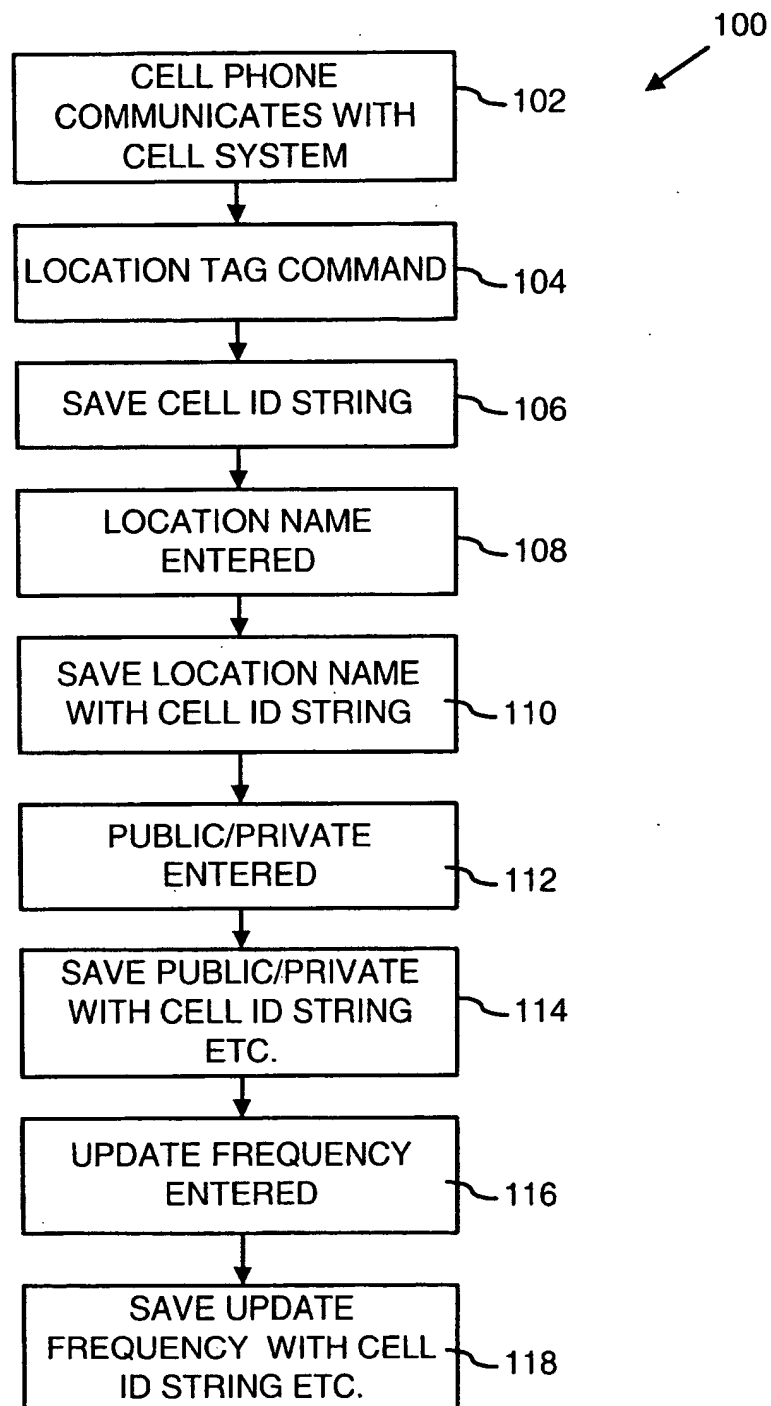 100
CELL PHONE
COMMUNICATES WITH
CELL SYSTEM
102
LOCATION TAG COMMAND
104
SAVE CELL ID STRING
106
LOCATION NAME
ENTERED
108
SAVE LOCATION NAME
WITH CELL ID STRING
110
PUBLIC/PRIVATE
ENTERED
112
SAVE PUBLIC/PRIVATE
WITH CELL ID STRING
ETC.
114
UPDATE FREQUENCY
ENTERED
116
SAVE UPDATE
FREQUENCY WITH CELL
ID STRING ETC.
118